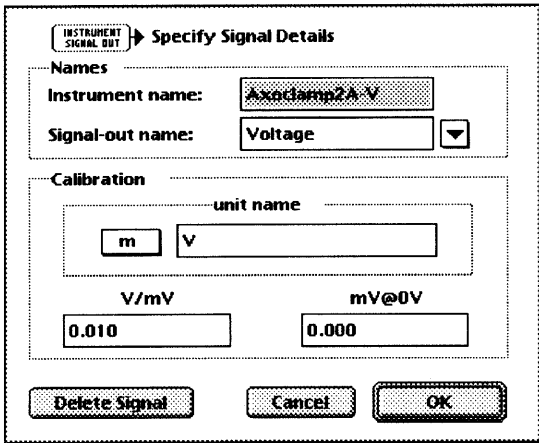 INSTRUMENT
SIGNAL OUT
Specify Signal Details
Names
Instrument name: Axoclamp2A-V
Signal-out name: Voltage
Calibration
unit name
m V
V/mV mV@0V
0.010 0.000
Delete Signal Cancel OK